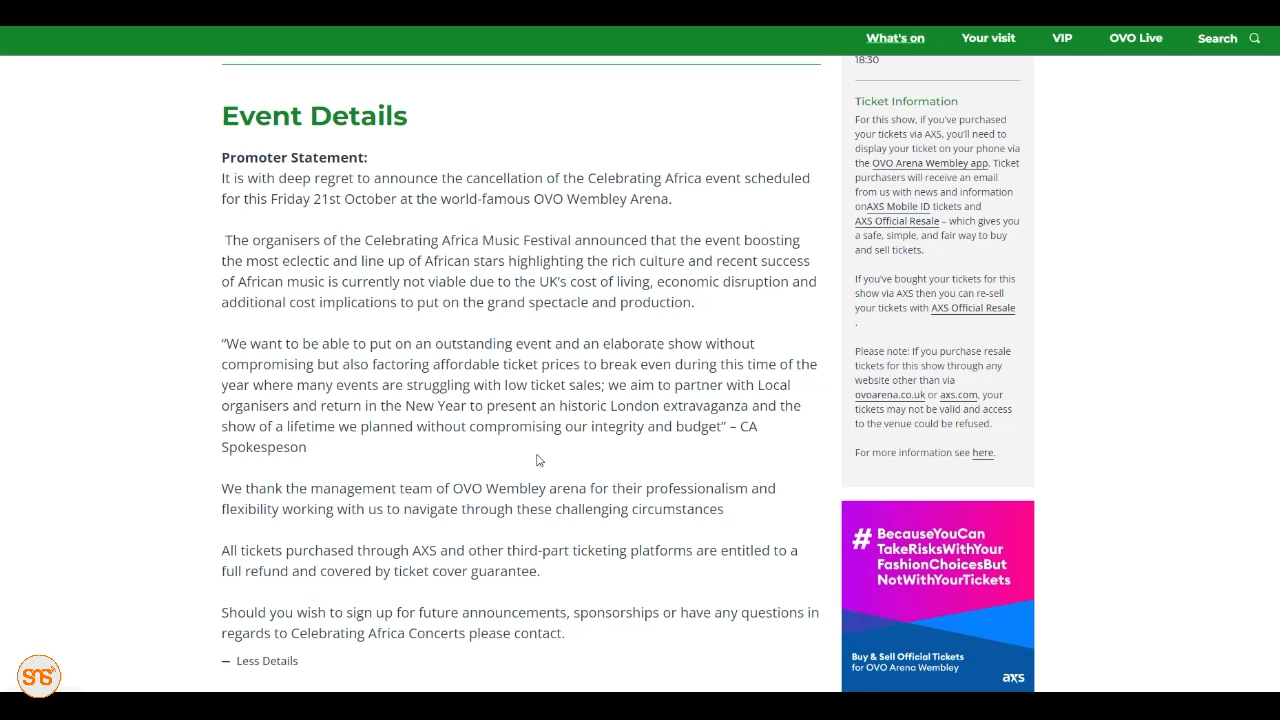 What's on
Your visit
VIP
OVO Live
Search
Event Details
Promoter Statement:
It is with deep regret to announce the cancellation of the Celebrating Africa event scheduled
for this Friday 21st October at the world-famous OVO Wembley Arena.
The organisers of the Celebrating Africa Music Festival announced that the event boosting
the most eclectic and line up of African stars highlighting the rich culture and recent success
of African music is currently not viable due to the UK's cost of living, economic disruption and
additional cost implications to put on the grand spectacle and production.
"We want to be able to put on an outstanding event and an elaborate show without
compromising but also factoring affordable ticket prices to break even during this time of the
year where many events are struggling with low ticket sales; we aim to partner with Local
organisers and return in the New Year to present an historic London extravaganza and the
show of a lifetime we planned without compromising our integrity and budget" – CA
Spokespeson
We thank the management team of OVO Wembley arena for their professionalism and
flexibility working with us to navigate through these challenging circumstances
All tickets purchased through AXS and other third-part ticketing platforms are entitled to a
full refund and covered by ticket cover guarantee.
Should you wish to sign up for future announcements, sponsorships or have any questions in
regards to Celebrating Africa Concerts please contact.
– Less Details
18:30
Ticket Information
For this show, if you've purchased
your tickets via AXS, you'll need to
display your ticket on your phone via
the OVO Arena Wembley app. Ticket
purchasers will receive an email
from us with news and information
onAXS Mobile ID tickets and
AXS Official Resale – which gives you
a safe, simple, and fair way to buy
and sell tickets.
If you've bought your tickets for this
show via AXS then you can re-sell
your tickets with AXS Official Resale
.
Please note: If you purchase resale
tickets for this show through any
website other than via
ovoarena.co.uk or axs.com, your
tickets may not be valid and access
to the venue could be refused.
For more information see here.
# BecauseYouCan
TakeRisksWithYour
FashionChoicesBut
NotWithYourTickets
Buy & Sell Official Tickets
for OVO Arena Wembley
axs
SNS